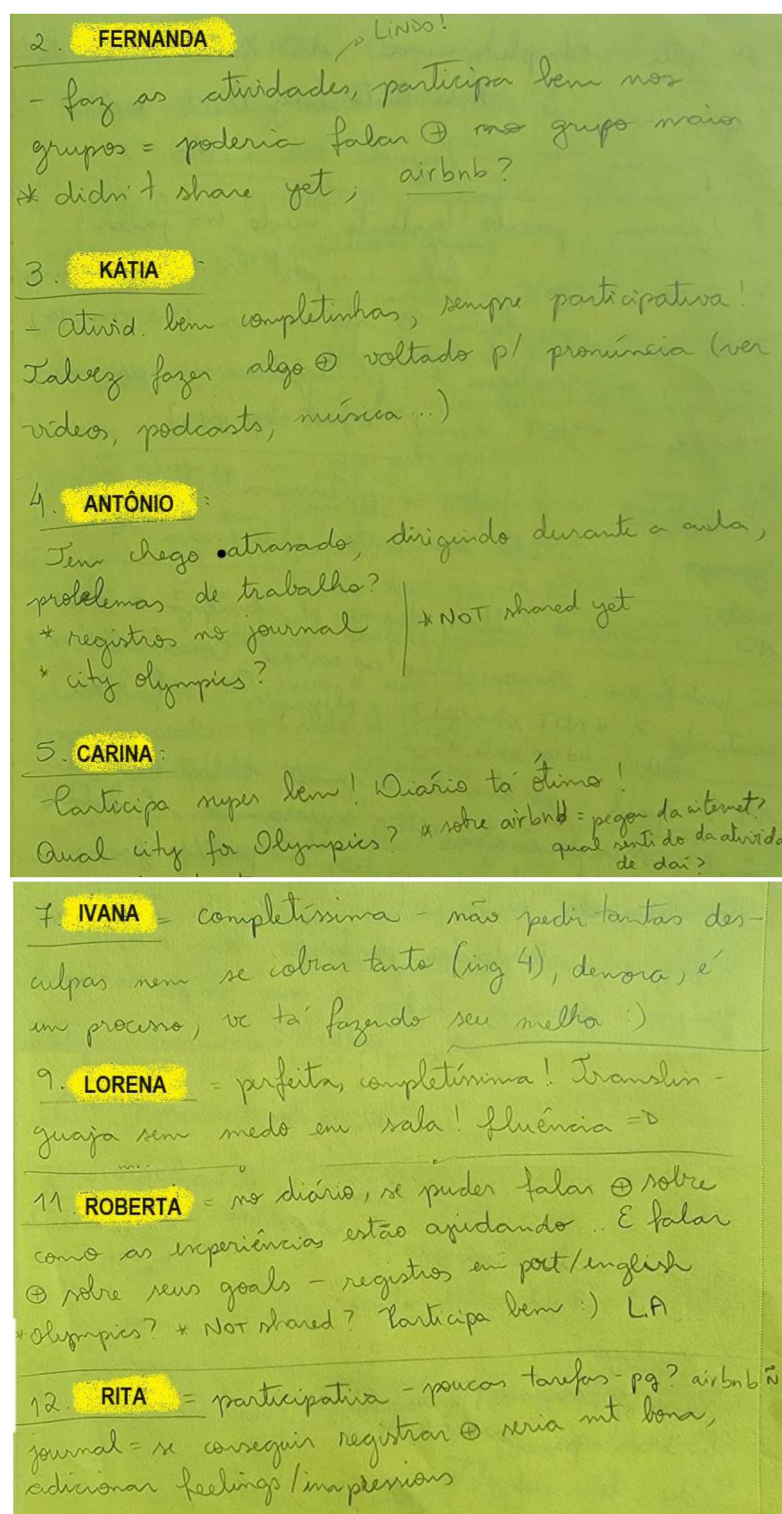 2. FERNANDA LINDO!
- faz as atividades, participa bem nos
grupos = poderia falar ⊕ no grupo maior
* didn't share yet; airbnb?
3. KÁTIA:
- ativid. bem completinhas, sempre participativa!
Talvez fazer algo ⊕ voltado p/ pronúncia (ver
vídeos, podcasts, música...)
4. ANTÔNIO:
Tem chego atrasado, dirigindo durante a aula,
problemas de trabalho?
* registros no journal
* NOT shared yet
* city olympics?
5. CARINA:
Participa super bem! Diário tá ótimo!
Qual city for Olympics? * sobre airbnb = pegou da internet?
qual sentido da ativida
de daí?
7. IVANA = completíssima - não pedir tantas des-
culpas nem se cobrar tanto (ing 4), demora, é
um processo, vc tá fazendo seu melhor :)
9. LORENA = perfeita, completíssima! Translin-
guaja sem medo em sala! fluência =D
11. ROBERTA = no diário, se puder falar ⊕ sobre
como as experiências estão ajudando... E falar
⊕ sobre seus goals - registros em port/english
* Olympics? * NOT shared? Participa bem :) L.A
12. RITA = participativa - poucas tarefas - pg? airbnb ñ
journal = se conseguir registrar ⊕ seria mt bom,
adicionar feelings/impressions